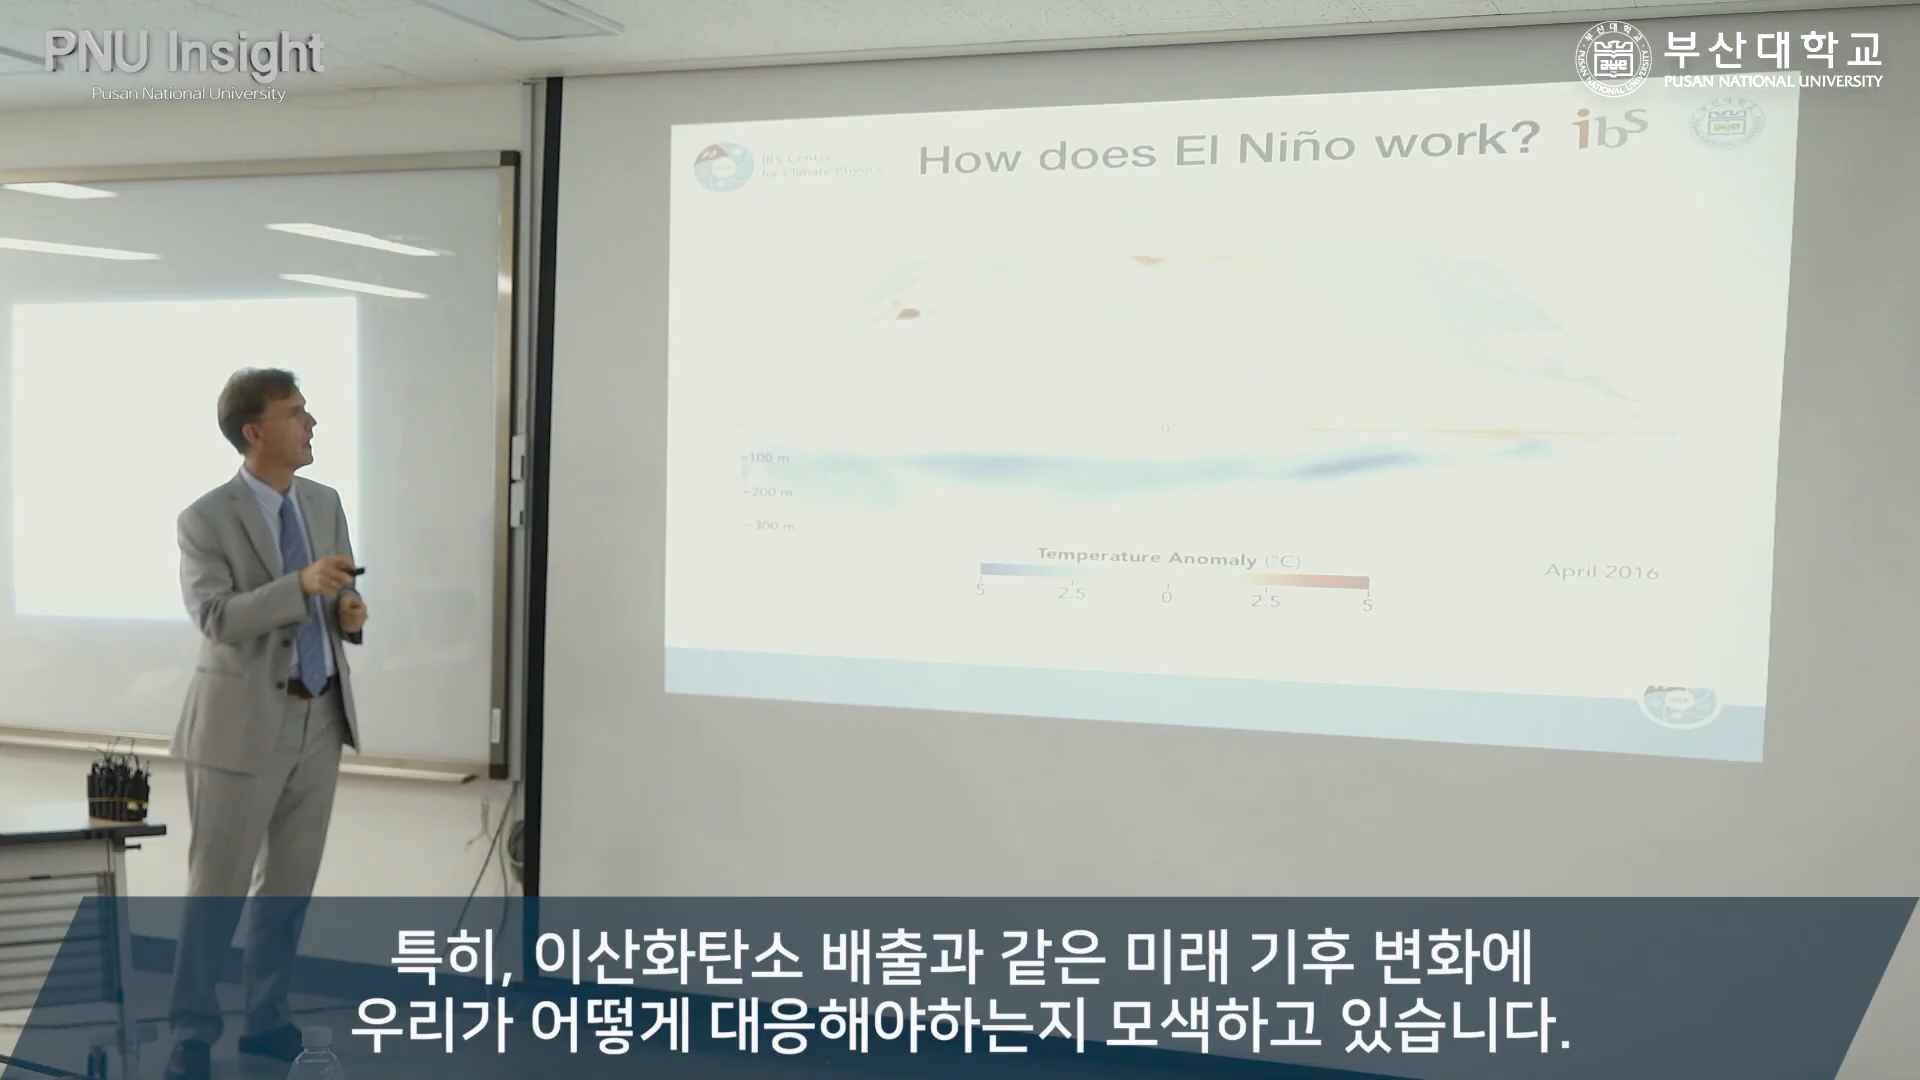 PNU Insight
Pusan National University
부산대학교
PUSAN NATIONAL UNIVERSITY
IBS Center
for Climate Physics
How does El Niño work?
ibs
0
-100 m
-200 m
-300 m
Temperature Anomaly (°C)
-5 -2.5 0 2.5 5
April 2016
특히, 이산화탄소 배출과 같은 미래 기후 변화에
우리가 어떻게 대응해야하는지 모색하고 있습니다.